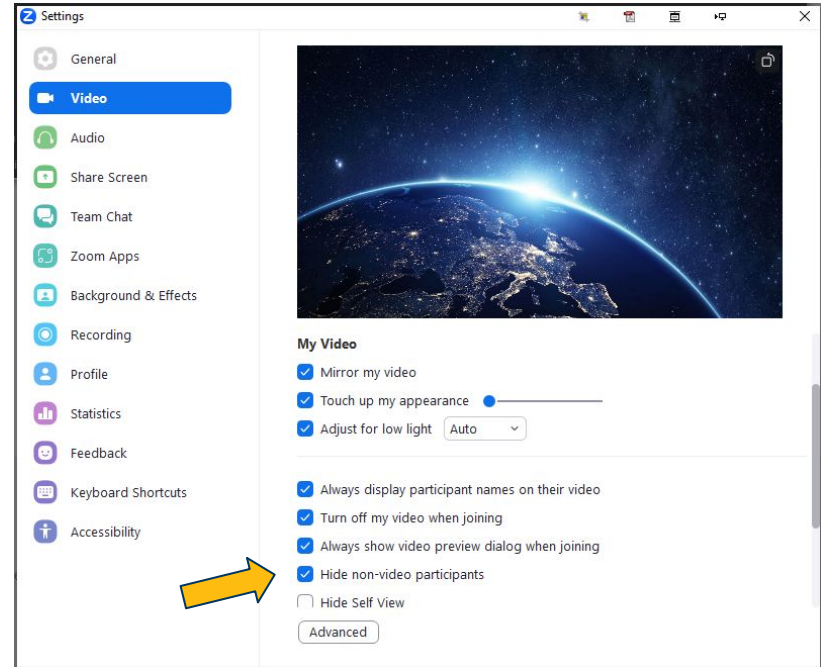 Settings
General
Video
Audio
Share Screen
Team Chat
Zoom Apps
Background & Effects
Recording
Profile
Statistics
Feedback
Keyboard Shortcuts
Accessibility
My Video
Mirror my video
Touch up my appearance
Adjust for low light Auto
Always display participant names on their video
Turn off my video when joining
Always show video preview dialog when joining
Hide non-video participants
Hide Self View
Advanced